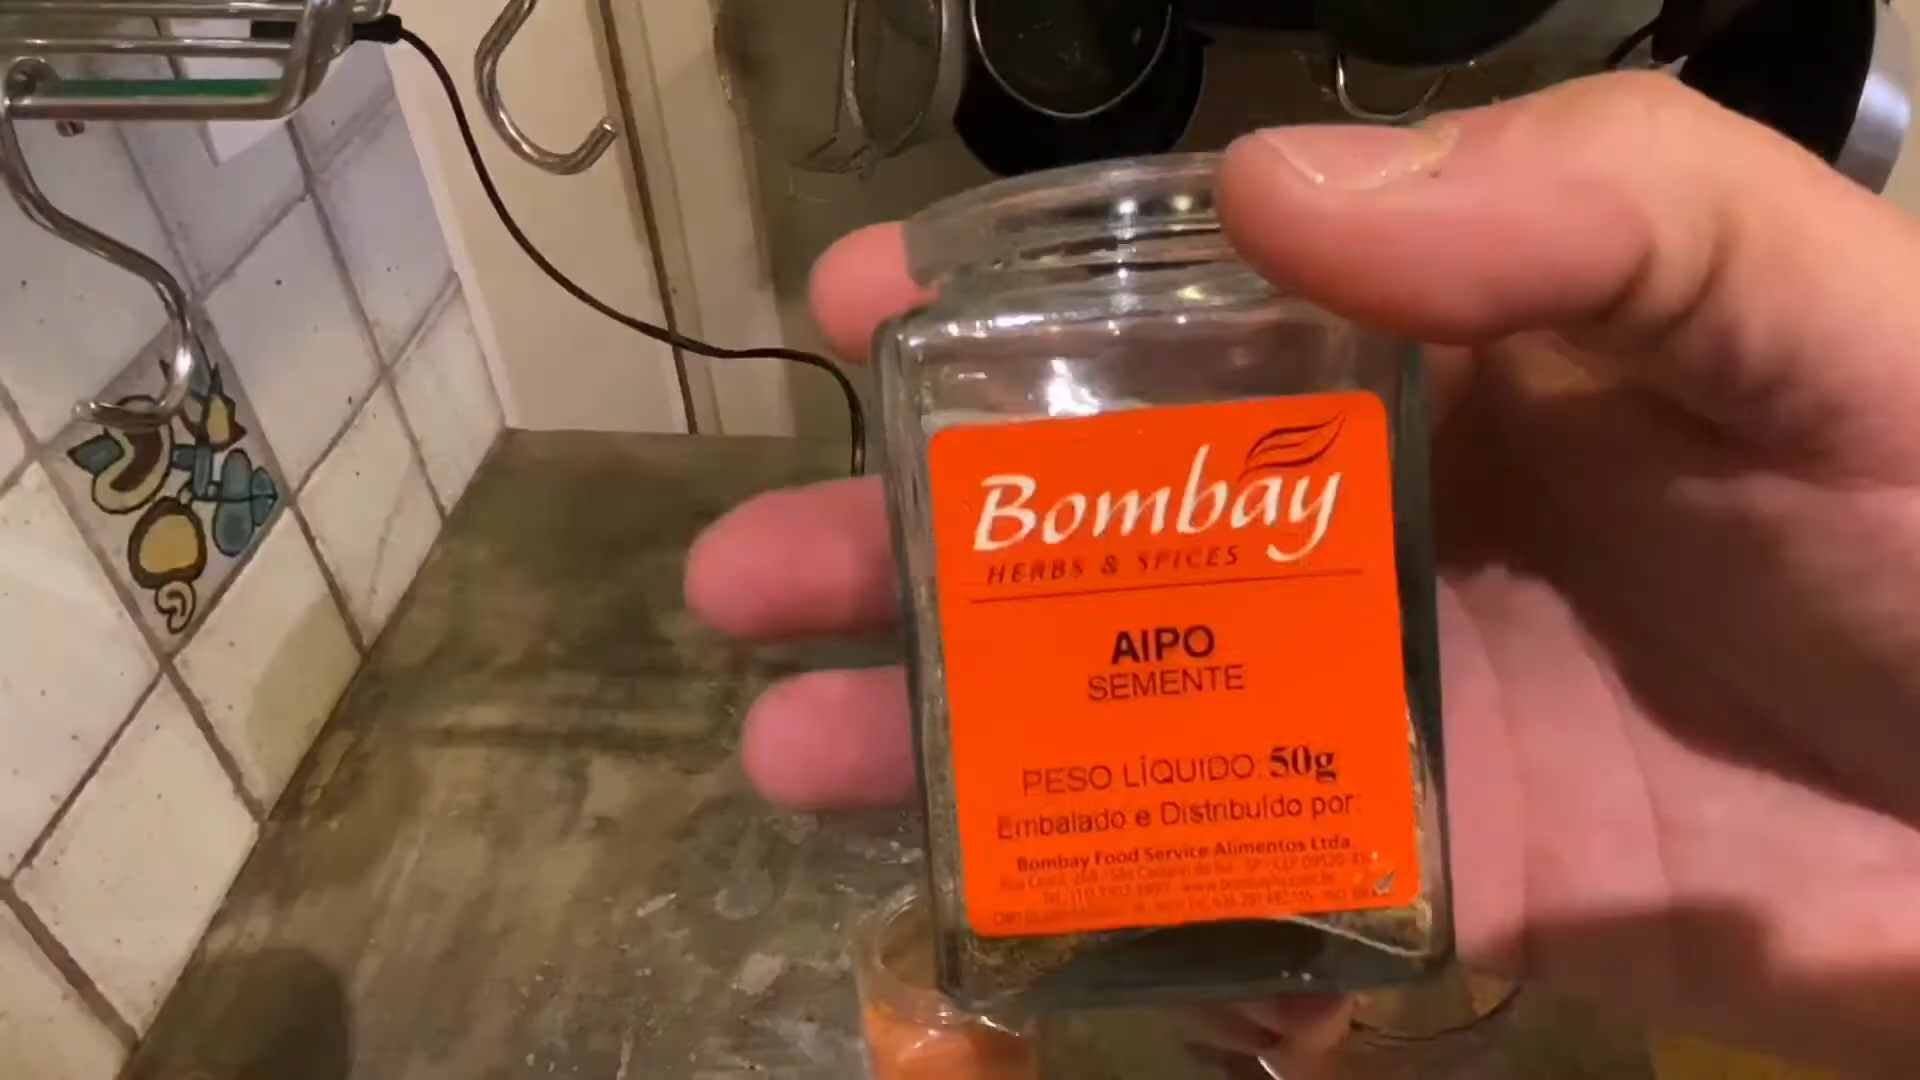 Bombay
HERBS & SPICES
AIPO
SEMENTE
PESO LÍQUIDO: 50g
Embalado e Distribuído por:
Bombay Food Service Alimentos Ltda.